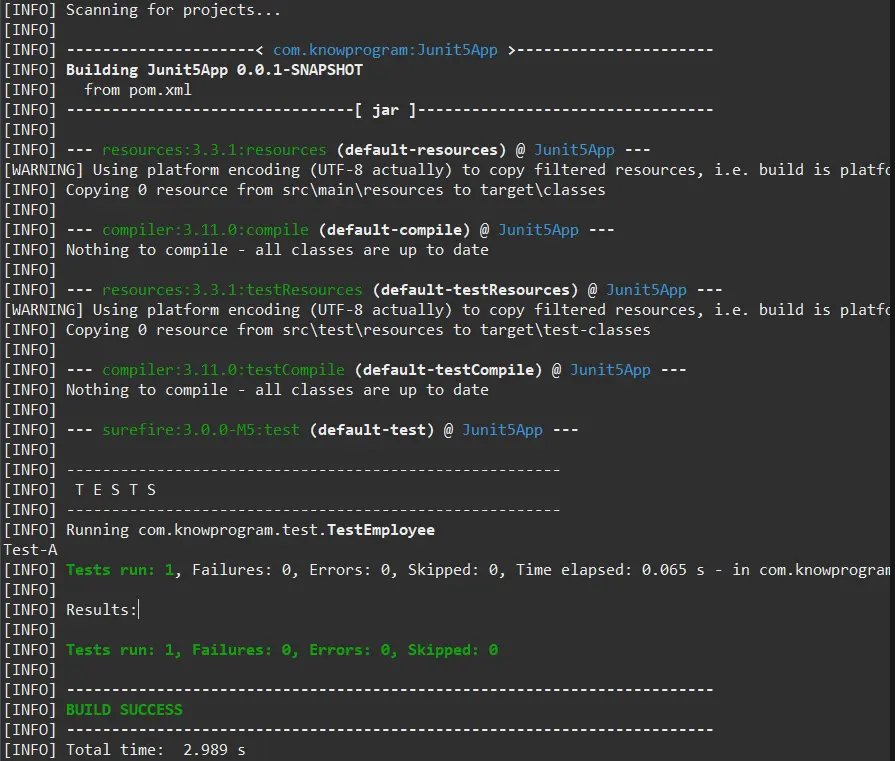 [INFO] Scanning for projects...
[INFO]
[INFO] ---------------------< com.knowprogram:Junit5App >----------------------
[INFO] Building Junit5App 0.0.1-SNAPSHOT
[INFO]   from pom.xml
[INFO] --------------------------------[ jar ]---------------------------------
[INFO]
[INFO] --- resources:3.3.1:resources (default-resources) @ Junit5App ---
[WARNING] Using platform encoding (UTF-8 actually) to copy filtered resources, i.e. build is platfo
[INFO] Copying 0 resource from src\main\resources to target\classes
[INFO]
[INFO] --- compiler:3.11.0:compile (default-compile) @ Junit5App ---
[INFO] Nothing to compile - all classes are up to date
[INFO]
[INFO] --- resources:3.3.1:testResources (default-testResources) @ Junit5App ---
[WARNING] Using platform encoding (UTF-8 actually) to copy filtered resources, i.e. build is platfo
[INFO] Copying 0 resource from src\test\resources to target\test-classes
[INFO]
[INFO] --- compiler:3.11.0:testCompile (default-testCompile) @ Junit5App ---
[INFO] Nothing to compile - all classes are up to date
[INFO]
[INFO] --- surefire:3.0.0-M5:test (default-test) @ Junit5App ---
[INFO]
[INFO] -------------------------------------------------------
[INFO]  T E S T S
[INFO] -------------------------------------------------------
[INFO] Running com.knowprogram.test.TestEmployee
Test-A
[INFO] Tests run: 1, Failures: 0, Errors: 0, Skipped: 0, Time elapsed: 0.065 s - in com.knowprogram
[INFO]
[INFO] Results:
[INFO]
[INFO] Tests run: 1, Failures: 0, Errors: 0, Skipped: 0
[INFO]
[INFO] ------------------------------------------------------------------------
[INFO] BUILD SUCCESS
[INFO] ------------------------------------------------------------------------
[INFO] Total time:  2.989 s